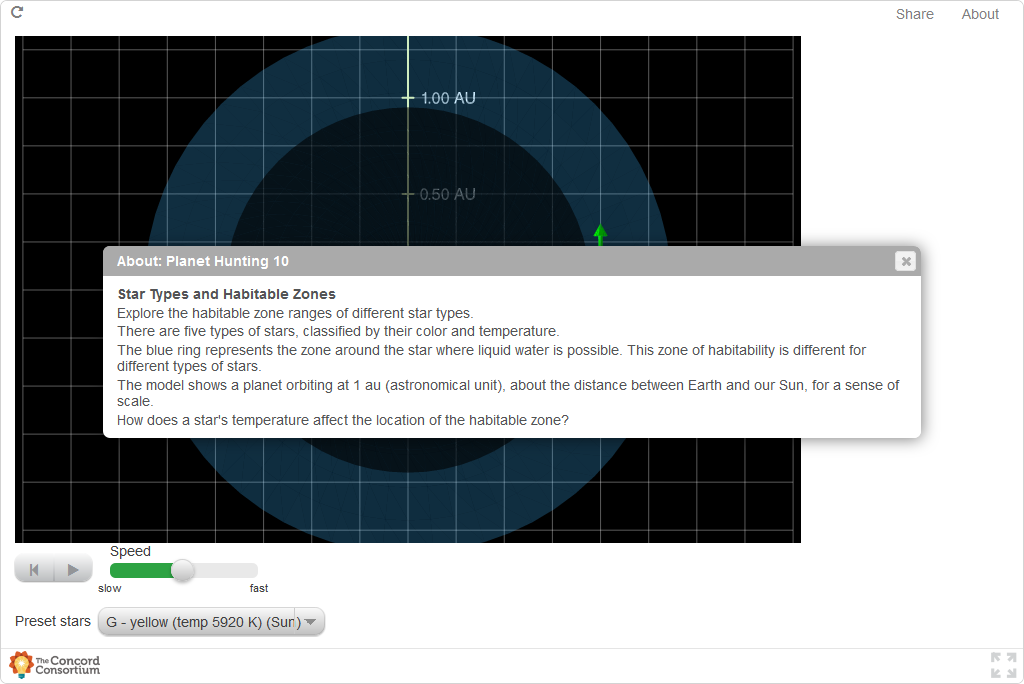 Share About
1.00 AU
0.50 AU
About: Planet Hunting 10
Star Types and Habitable Zones
Explore the habitable zone ranges of different star types.
There are five types of stars, classified by their color and temperature.
The blue ring represents the zone around the star where liquid water is possible. This zone of habitability is different for
different types of stars.
The model shows a planet orbiting at 1 au (astronomical unit), about the distance between Earth and our Sun, for a sense of
scale.
How does a star's temperature affect the location of the habitable zone?
Speed
slow fast
Preset stars G - yellow (temp 5920 K) (Sun)
The Concord
Consortium